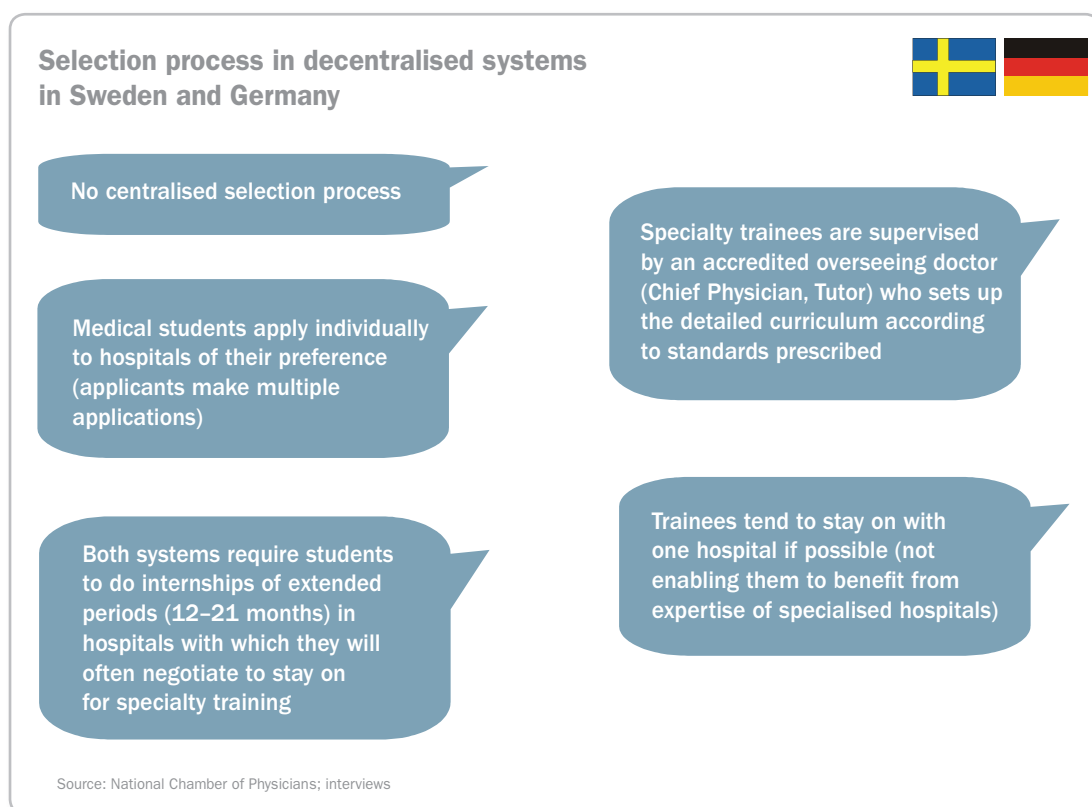 Selection process in decentralised systems
in Sweden and Germany
No centralised selection process
Medical students apply individually
to hospitals of their preference
(applicants make multiple
applications)
Both systems require students
to do internships of extended
periods (12–21 months) in
hospitals with which they will
often negotiate to stay on
for specialty training
Specialty trainees are supervised
by an accredited overseeing doctor
(Chief Physician, Tutor) who sets up
the detailed curriculum according
to standards prescribed
Trainees tend to stay on with
one hospital if possible (not
enabling them to benefit from
expertise of specialised hospitals)
Source: National Chamber of Physicians; interviews